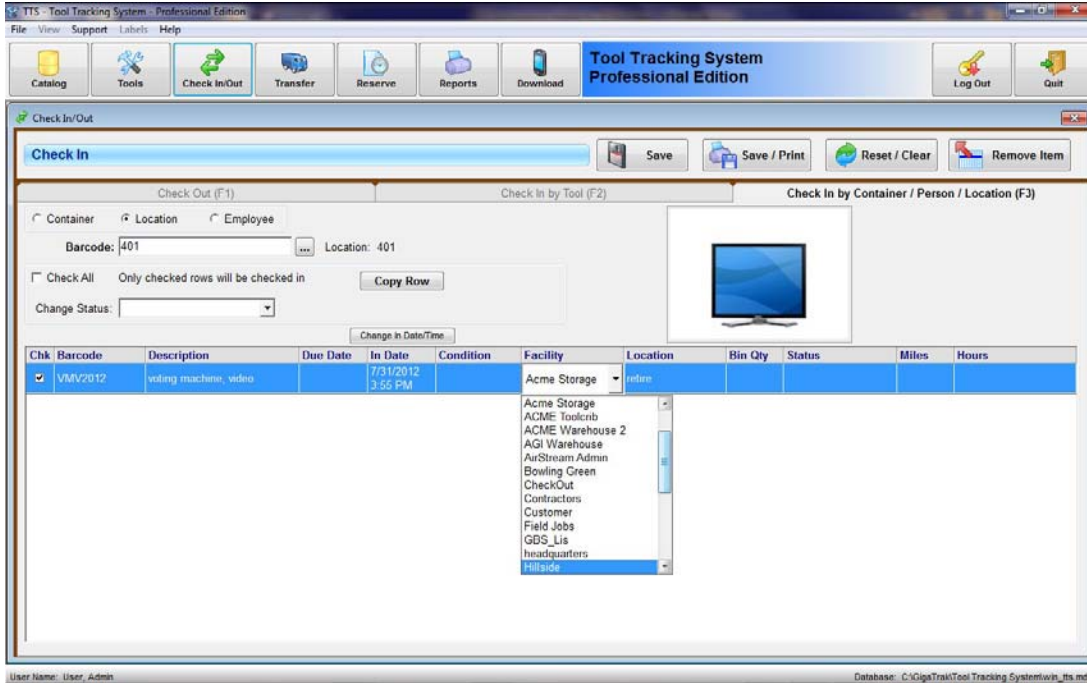 TTS - Tool Tracking System - Professional Edition
File View Support Labels Help
Catalog Tools Check In/Out Transfer Reserve Reports Download Tool Tracking System Professional Edition Log Out Quit
Check In/Out
Check In Save Save / Print Reset / Clear Remove Item
Check Out (F1) Check In by Tool (F2) Check In by Container / Person / Location (F3)
Container Location Employee
Barcode: 401 ... Location: 401
Check All Only checked rows will be checked in Copy Row
Change Status:
Change In Date/Time
Chk Barcode Description Due Date In Date Condition Facility Location Bin Qty Status Miles Hours
VMV2012 voting machine, video 7/31/2012 3:55 PM Acme Storage retire
Acme Storage
ACME Toolcrib
ACME Warehouse 2
AGI Warehouse
AirStream Admin
Bowling Green
CheckOut
Contractors
Customer
Field Jobs
GBS_Lis
headquarters
Hillside
User Name: User, Admin Database: C:\GigaTrak\Tool Tracking System\win_tts.md